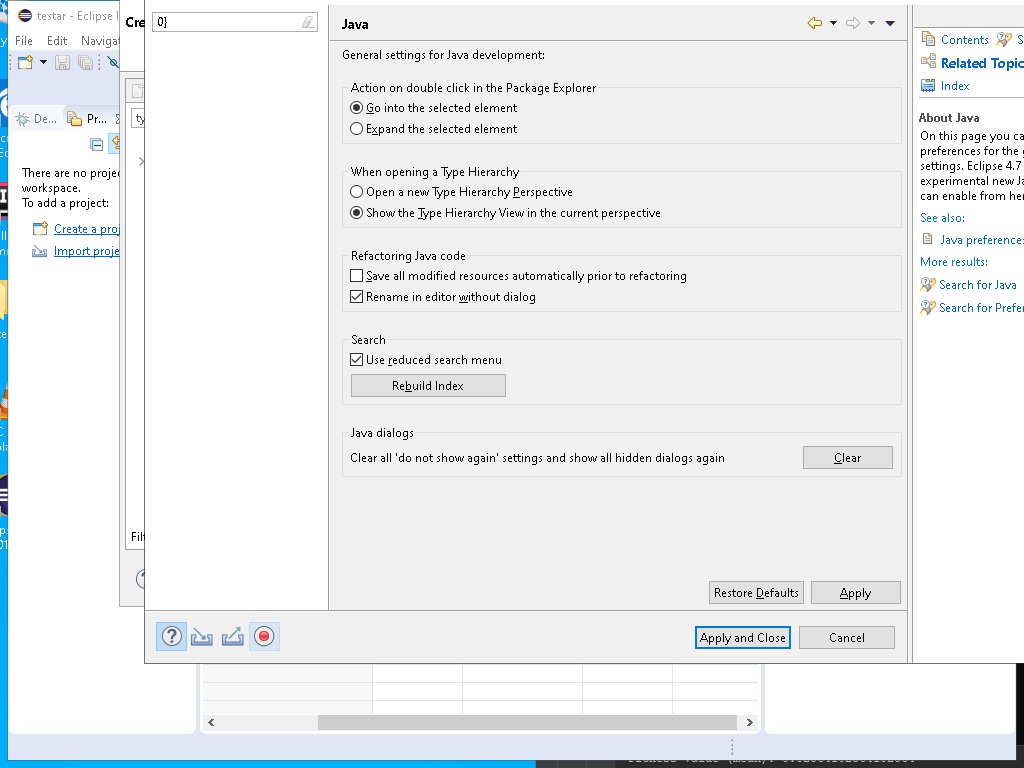 testar - Eclipse I
File Edit Navigat
De...
Pr...
There are no proje
workspace.
To add a project:
Create a proj
Import proje
Cre
ty
Filt
0}
Java
General settings for Java development:
Action on double click in the Package Explorer
Go into the selected element
Expand the selected element
When opening a Type Hierarchy
Open a new Type Hierarchy Perspective
Show the Type Hierarchy View in the current perspective
Refactoring Java code
Save all modified resources automatically prior to refactoring
Rename in editor without dialog
Search
Use reduced search menu
Rebuild Index
Java dialogs
Clear all 'do not show again' settings and show all hidden dialogs again
Clear
Restore Defaults
Apply
Apply and Close
Cancel
Contents S
Related Topic
Index
About Java
On this page you ca
preferences for the g
settings. Eclipse 4.7
experimental new Ja
can enable from her
See also:
Java preferences
More results:
Search for Java
Search for Prefer